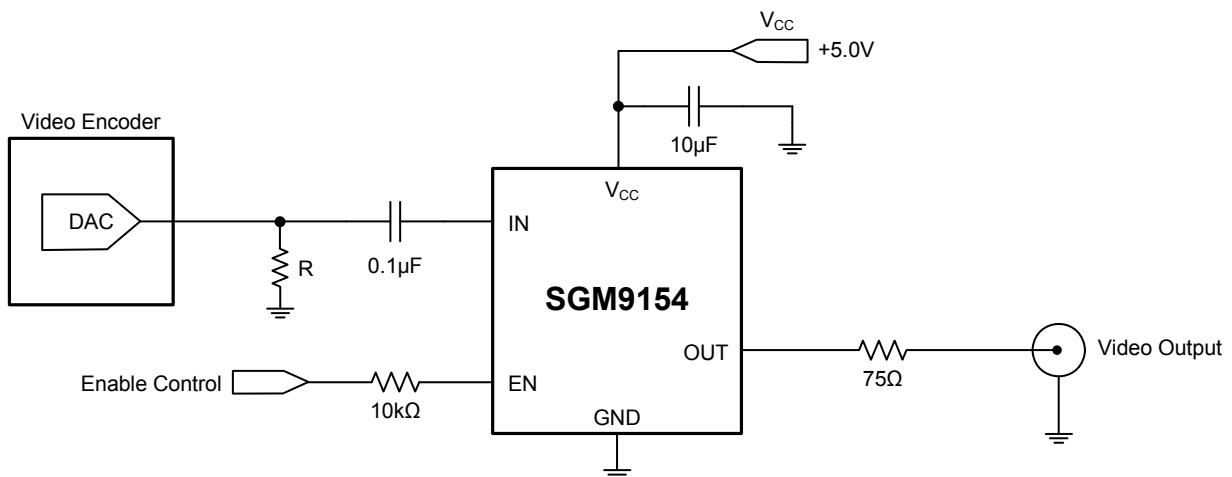 V_CC
+5.0V
10µF
Video Encoder
DAC
R
0.1µF
V_CC
IN
SGM9154
OUT
EN
GND
Enable Control
10kΩ
75Ω
Video Output